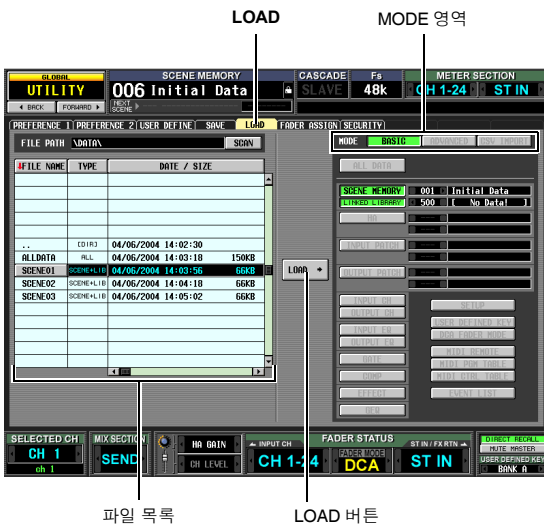 LOAD
MODE 영역
GLOBAL
UTILITY
SCENE MEMORY
006 Initial Data
CASCADE
SLAVE
Fs
48k
METER SECTION
CH 1-24
ST IN
BACK
FORWARD
NEXT SCENE
PREFERENCE 1
PREFERENCE 2
USER DEFINE
SAVE
LOAD
FADER ASSIGN
SECURITY
FILE PATH
\DATA\
SCAN
MODE
BASIC
ADVANCED
CSV IMPORT
FILE NAME
TYPE
DATE / SIZE
ALL DATA
SCENE MEMORY
001
Initial Data
LINKED LIBRARY
500
[ No Data! ]
HA
..
[DIR]
04/06/2004 14:02:30
INPUT PATCH
ALLDATA
ALL
04/06/2004 14:03:18
150KB
SCENE01
SCENE+LIB
04/06/2004 14:03:56
66KB
LOAD
OUTPUT PATCH
SCENE02
SCENE+LIB
04/06/2004 14:04:18
66KB
SCENE03
SCENE+LIB
04/06/2004 14:05:02
66KB
INPUT CH
OUTPUT CH
SETUP
INPUT EQ
OUTPUT EQ
USER DEFINED KEY
DCA FADER MODE
GATE
COMP
MIDI REMOTE
MIDI PGM TABLE
MIDI CTRL TABLE
EFFECT
EVENT LIST
GEQ
SELECTED CH
CH 1
ch 1
MIX SECTION
SEND
HA GAIN
CH LEVEL
INPUT CH
CH 1-24
FADER STATUS
FADER MODE
DCA
ST IN / FX RTN
ST IN
DIRECT RECALL
MUTE MASTER
USER DEFINED KEY
BANK A
파일 목록
LOAD 버튼